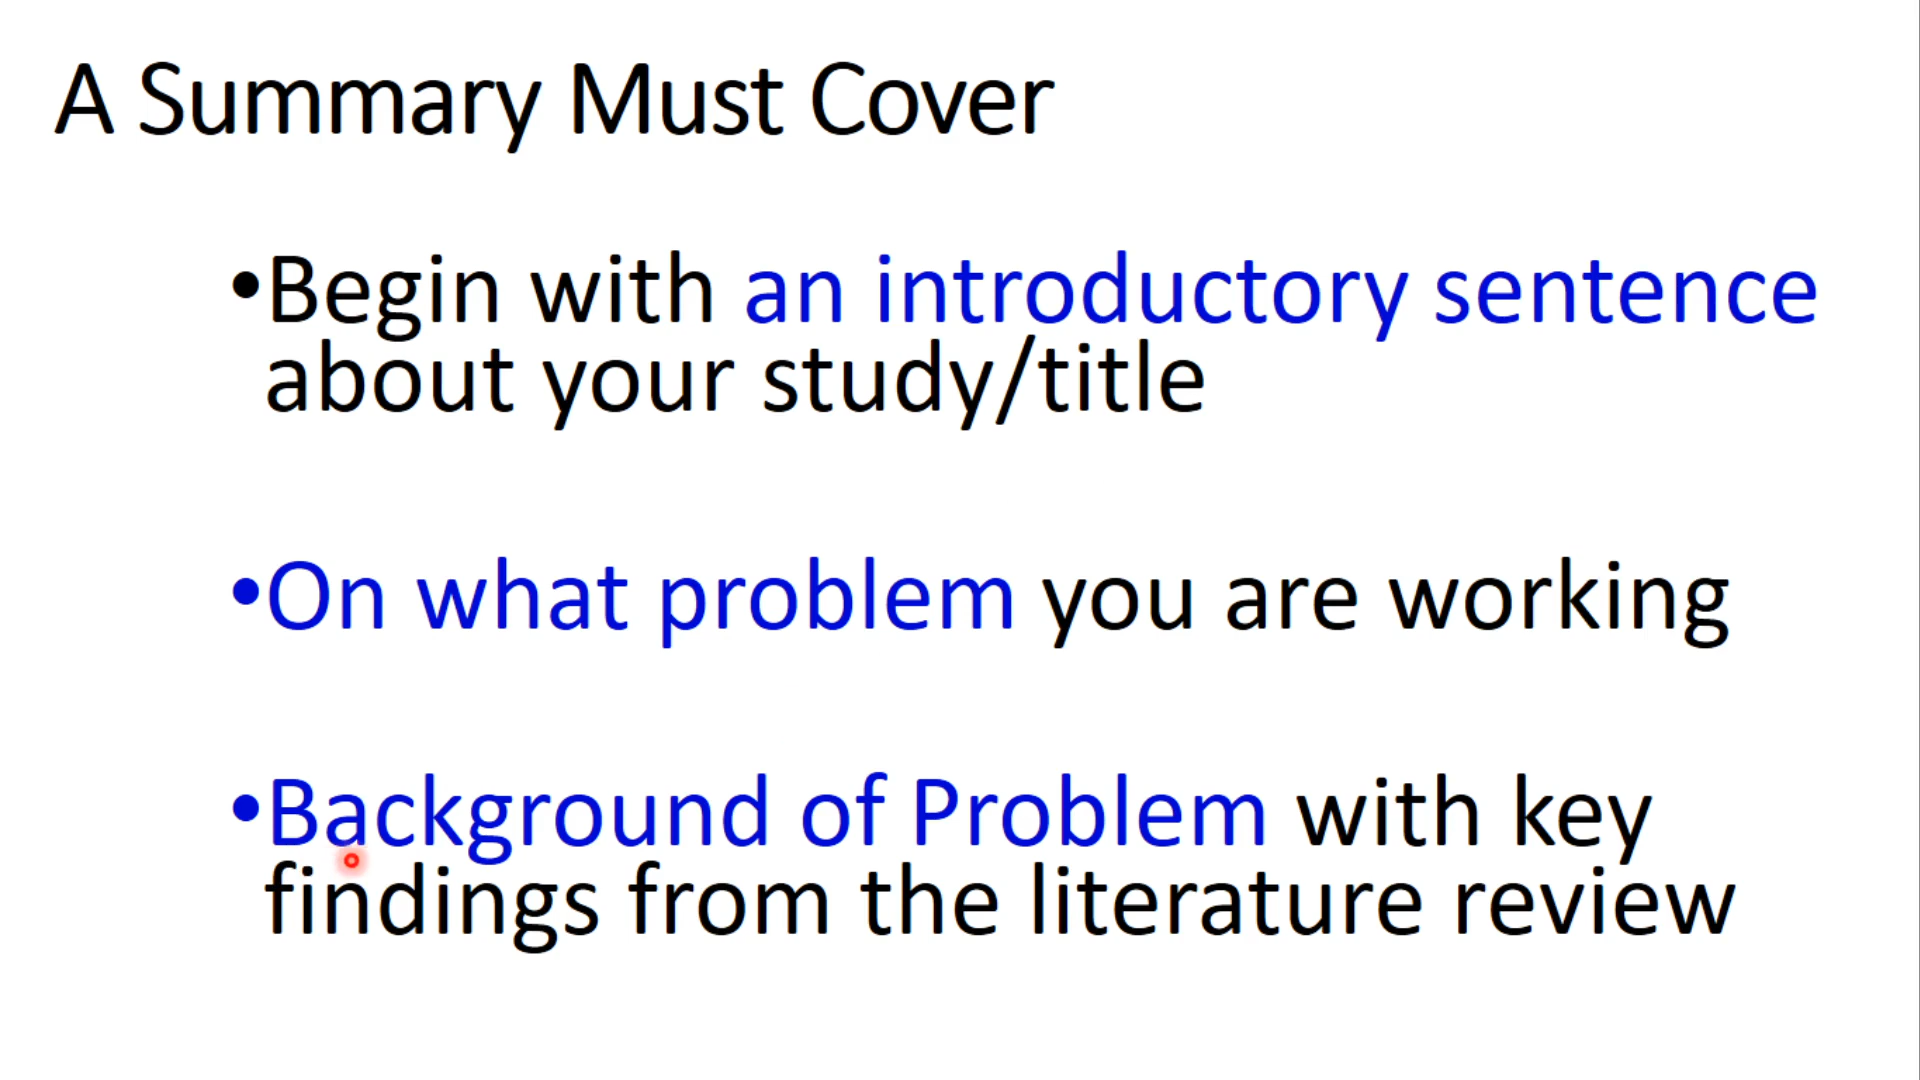 A Summary Must Cover
•Begin with an introductory sentence
about your study/title
•On what problem you are working
•Background of Problem with key
findings from the literature review